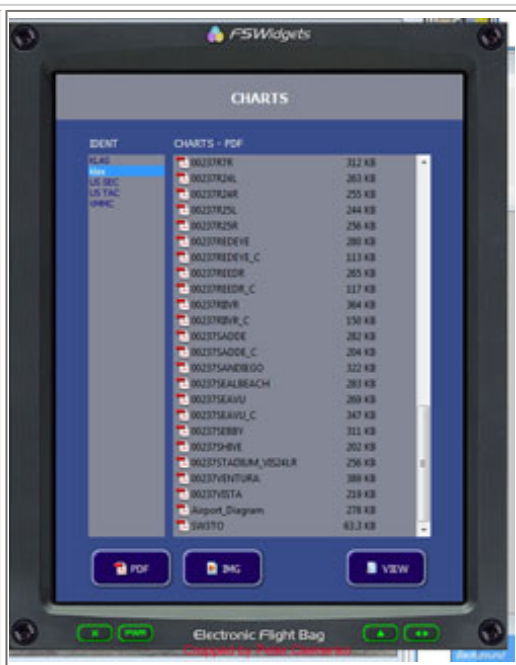 FSWidgets
CHARTS
IDENT CHARTS - PDF
KLAS
klax
US SEC
US TAC
00237R7R 312 KB
00237R24L 263 KB
00237R24R 255 KB
00237R25L 244 KB
00237R25R 256 KB
00237REDEYE 280 KB
00237REDEYE_C 113 KB
00237REEDR 265 KB
00237REEDR_C 117 KB
00237RIIVR 364 KB
00237RIIVR_C 150 KB
00237SADDE 282 KB
00237SADDE_C 204 KB
00237SANDIEGO 322 KB
00237SEALBEACH 283 KB
00237SEAVU 269 KB
00237SEAVU_C 347 KB
00237SEBBY 311 KB
00237SHIVE 202 KB
00237STADIUM_VIS24LR 256 KB
00237VENTURA 388 KB
00237VISTA 219 KB
Airport_Diagram 278 KB
SW3TO 63.3 KB
PDF IMG VIEW
PWR
Electronic Flight Bag
Background